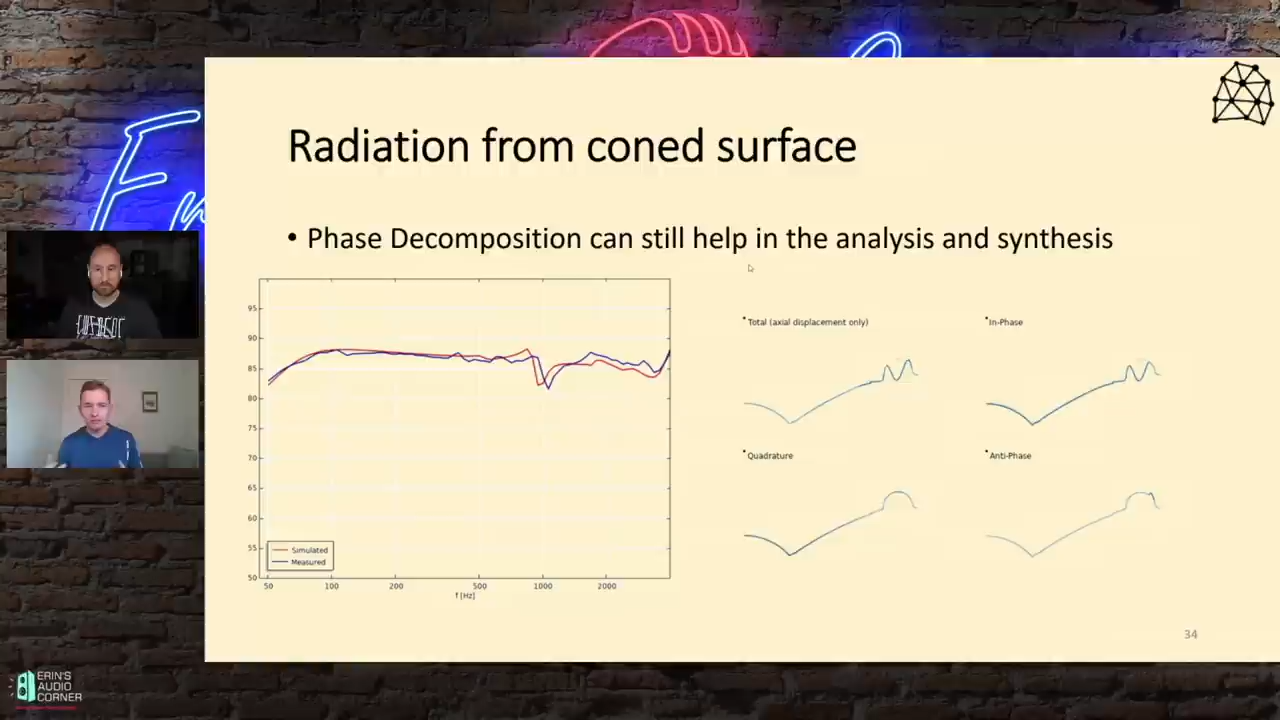 Radiation from coned surface
• Phase Decomposition can still help in the analysis and synthesis
95
90
85
80
75
70
65
60
55
50
Simulated
Measured
50 100 200 500 1000 2000
f [Hz]
• Total (axial displacement only)
• In-Phase
• Quadrature
• Anti-Phase
34
ERIN'S
AUDIO
CORNER